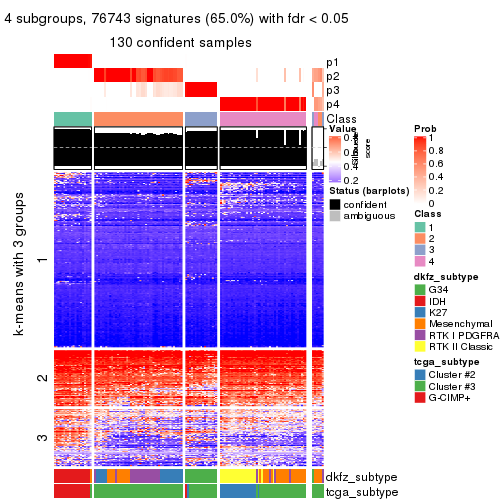 4 subgroups, 76743 signatures (65.0%) with fdr < 0.05
130 confident samples
p1
p2
p3
p4
Class
k-means with 3 groups
1
2
3
dkfz_subtype
tcga_subtype
Value
0.2
score
Status (barplots)
confident
ambiguous
Prob
1
0.8
0.6
0.4
0.2
0
Class
1
2
3
4
dkfz_subtype
G34
IDH
K27
Mesenchymal
RTK I PDGFRA
RTK II Classic
tcga_subtype
Cluster #2
Cluster #3
G-CIMP+